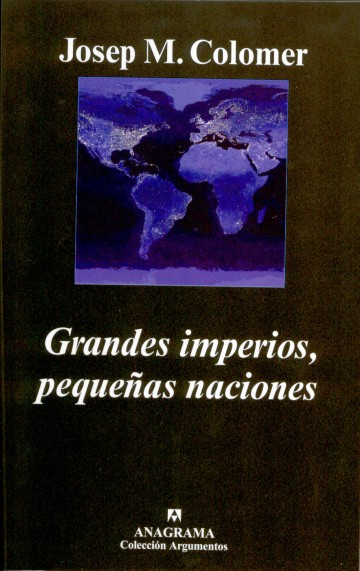 Josep M. Colomer
Grandes imperios,
pequeñas naciones
ANAGRAMA
Colección Argumentos